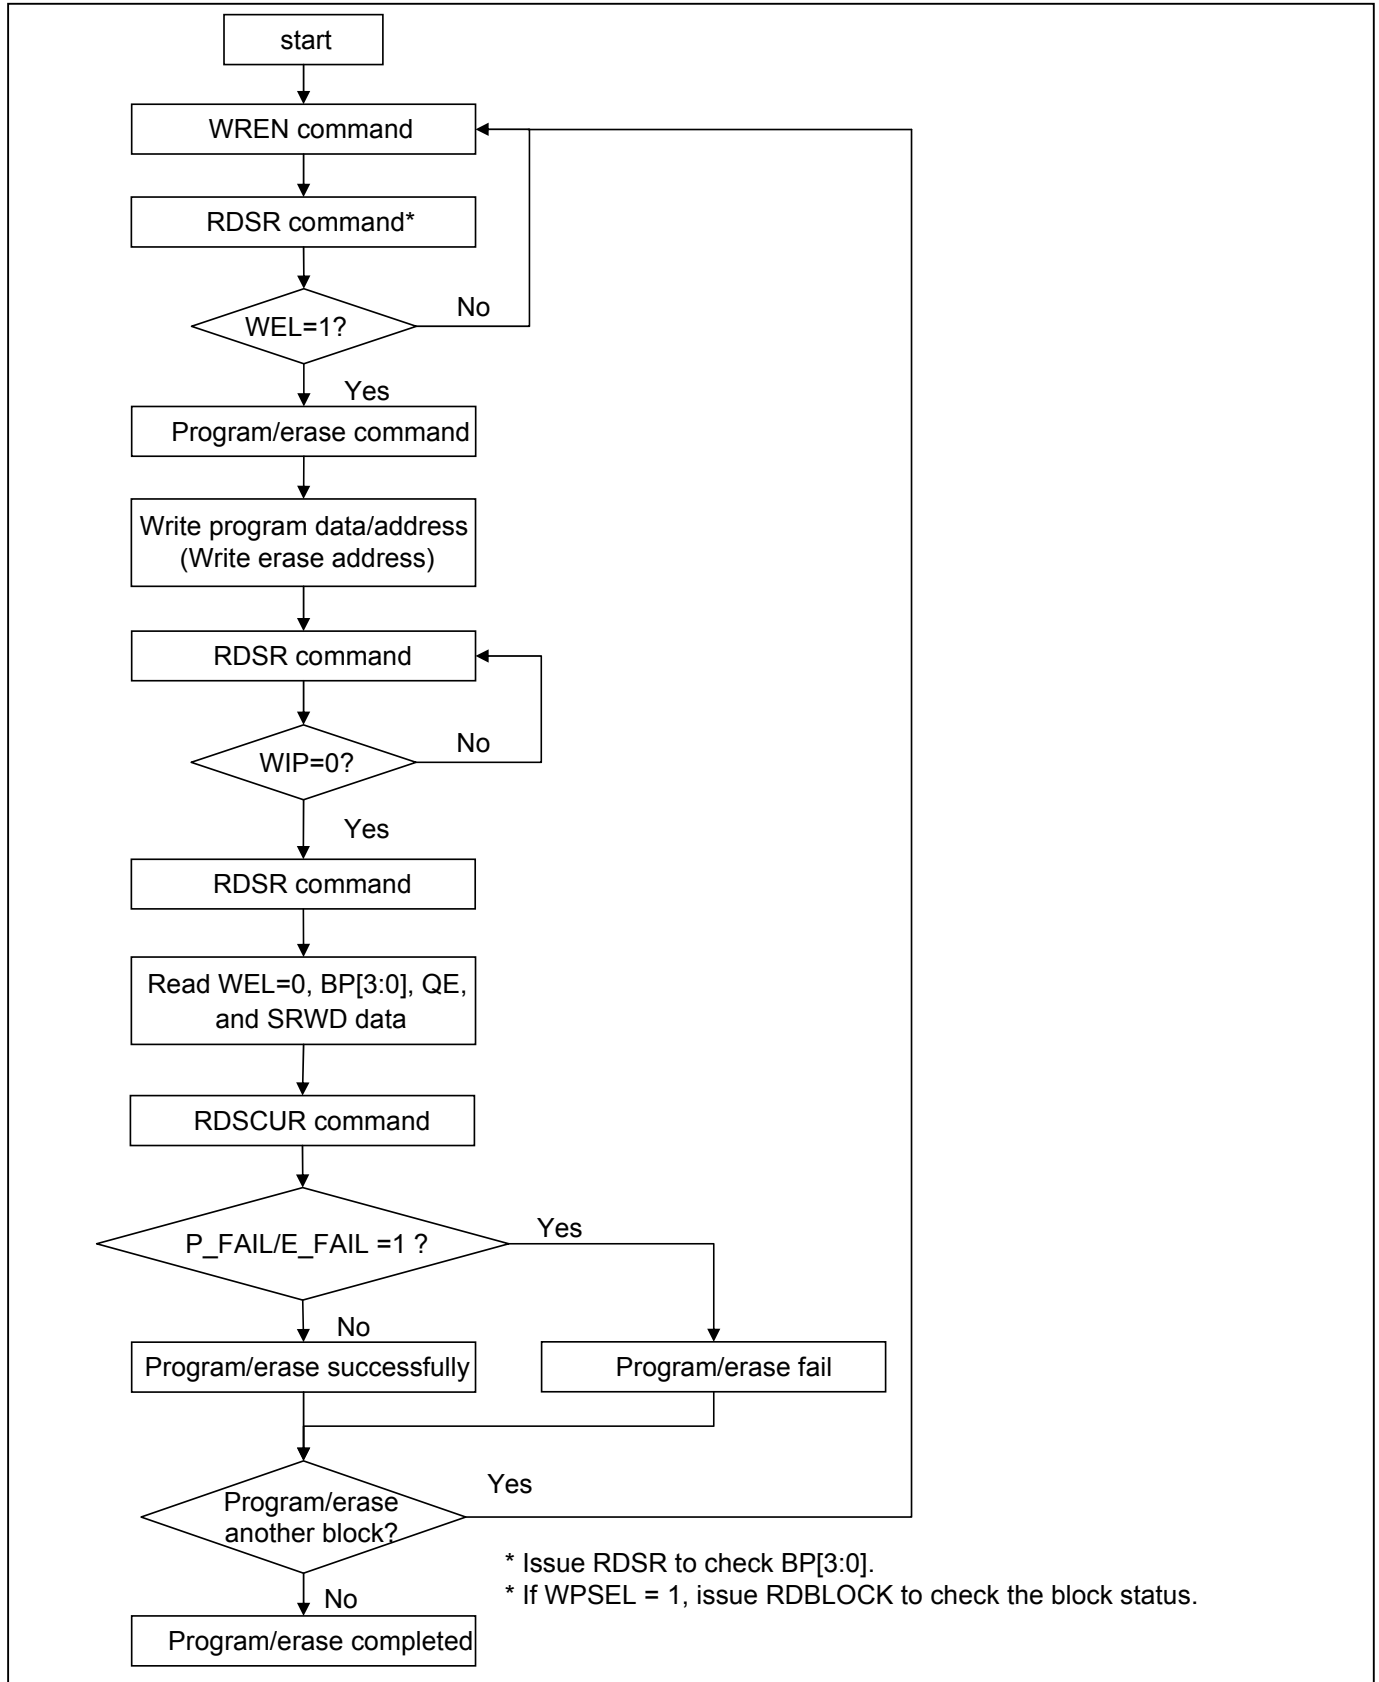 start
WREN command
RDSR command*
No
WEL=1?
Yes
Program/erase command
Write program data/address
(Write erase address)
RDSR command
No
WIP=0?
Yes
RDSR command
Read WEL=0, BP[3:0], QE,
and SRWD data
RDSCUR command
Yes
P_FAIL/E_FAIL =1 ?
No
Program/erase successfully
Program/erase fail
Yes
Program/erase
another block?
* Issue RDSR to check BP[3:0].
* If WPSEL = 1, issue RDBLOCK to check the block status.
No
Program/erase completed